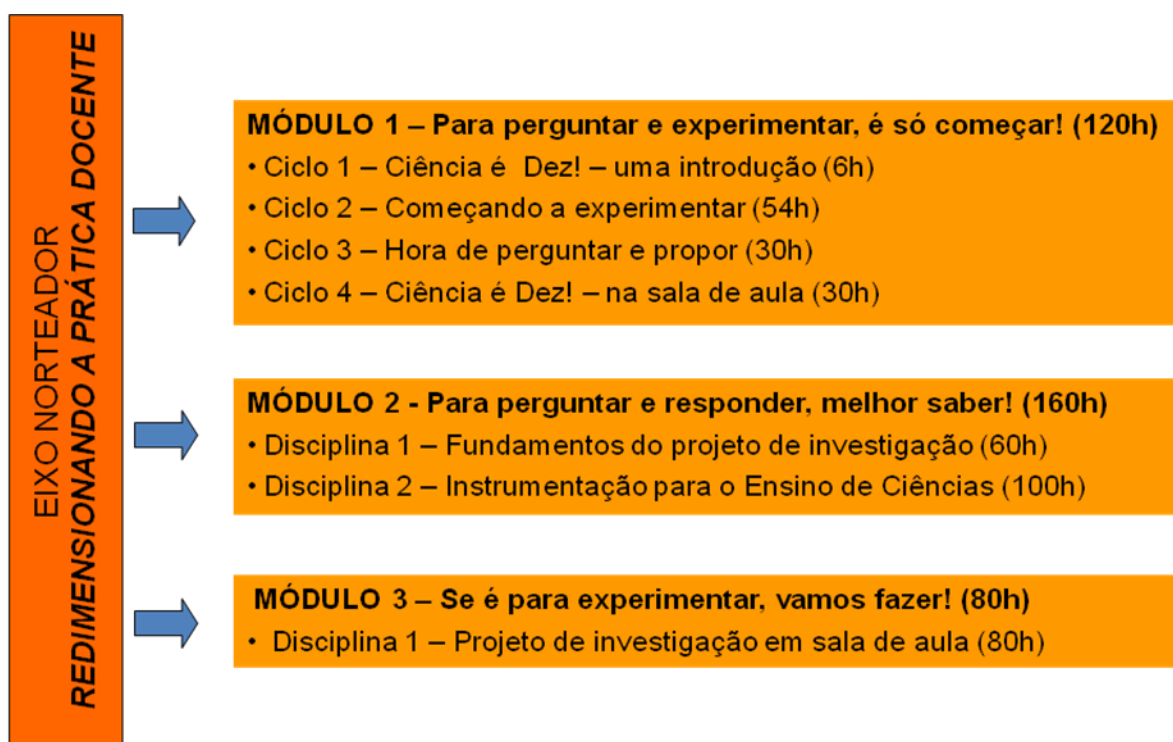 EIXO NORTEADOR
REDIMENSIONANDO A PRÁTICA DOCENTE
MÓDULO 1 – Para perguntar e experimentar, é só começar! (120h)
• Ciclo 1 – Ciência é Dez! – uma introdução (6h)
• Ciclo 2 – Começando a experimentar (54h)
• Ciclo 3 – Hora de perguntar e propor (30h)
• Ciclo 4 – Ciência é Dez! – na sala de aula (30h)
MÓDULO 2 - Para perguntar e responder, melhor saber! (160h)
• Disciplina 1 – Fundamentos do projeto de investigação (60h)
• Disciplina 2 – Instrumentação para o Ensino de Ciências (100h)
MÓDULO 3 – Se é para experimentar, vamos fazer! (80h)
• Disciplina 1 – Projeto de investigação em sala de aula (80h)